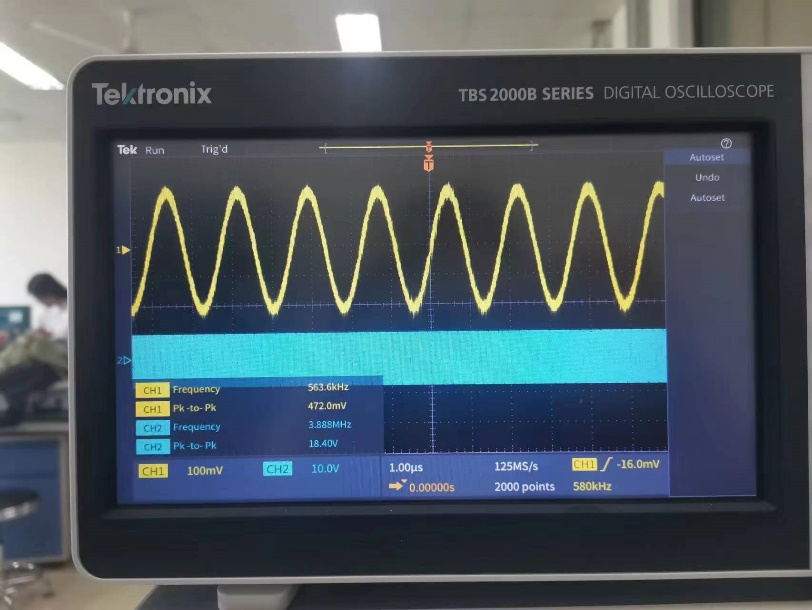 Tektronix
TBS 2000B SERIES DIGITAL OSCILLOSCOPE
Tek Run Trig'd
Autoset
Undo
Autoset
T
1
2
CH1 Frequency 563.6kHz
CH1 Pk-to-Pk 472.0mV
CH2 Frequency 3.888MHz
CH2 Pk-to-Pk 18.40V
CH1 100mV CH2 10.0V 1.00µs 125MS/s CH1 -16.0mV
0.00000s 2000 points 580kHz